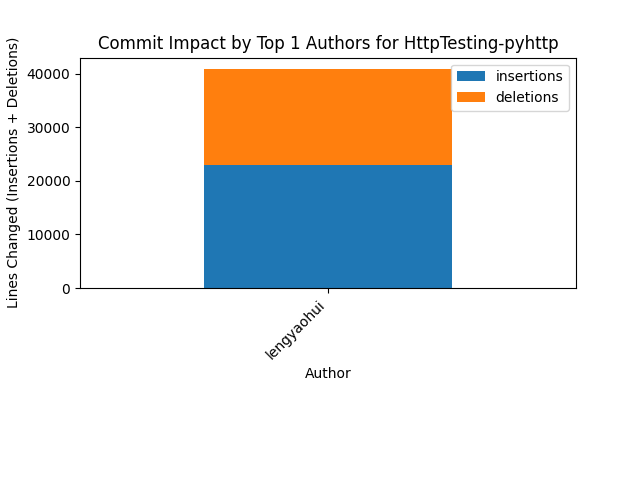 Commit Impact by Top 1 Authors for HttpTesting-pyhttp
Lines Changed (Insertions + Deletions)
40000
30000
20000
10000
0
insertions
deletions
lengyaohui
Author